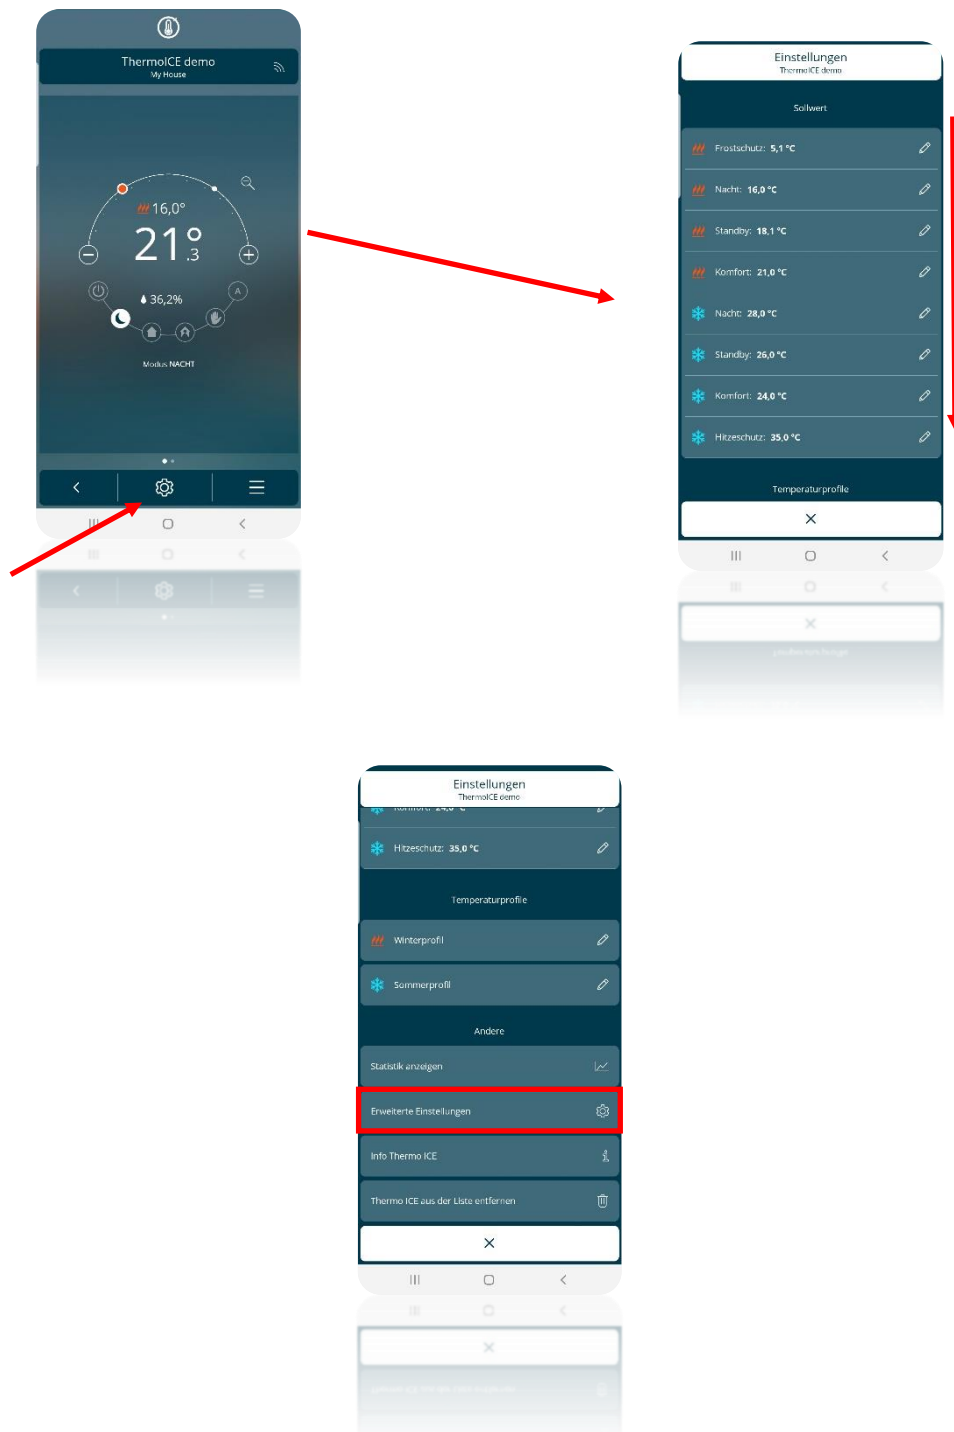 ThermoICE demo
My House
16,0°
21°.3
36,2%
A
Modus NACHT
Einstellungen
ThermoICE demo
Sollwert
Frostschutz: 5,1 °C
Nacht: 16,0 °C
Standby: 18,1 °C
Komfort: 21,0 °C
Nacht: 28,0 °C
Standby: 26,0 °C
Komfort: 24,0 °C
Hitzeschutz: 35,0 °C
Temperaturprofile
Einstellungen
ThermoICE demo
Komfort: 24,0 °C
Hitzeschutz: 35,0 °C
Temperaturprofile
Winterprofil
Sommerprofil
Andere
Statistik anzeigen
Erweiterte Einstellungen
Info Thermo ICE
Thermo ICE aus der Liste entfernen